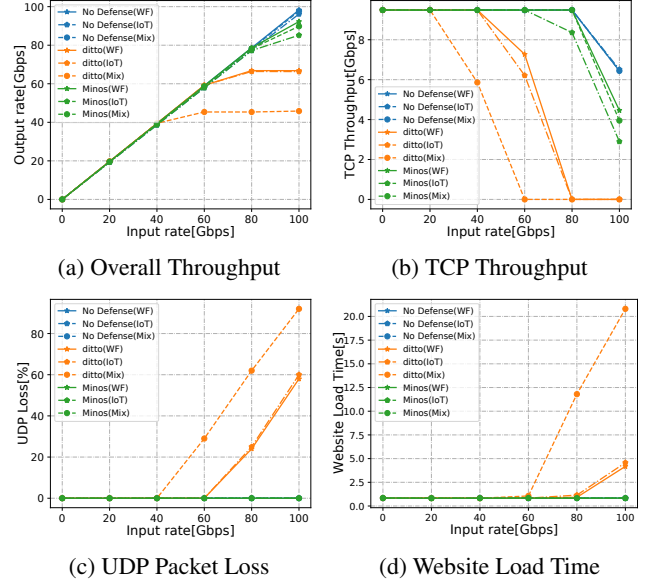 100
80
60
40
20
0
Output rate[Gbps]
No Defense(WF)
No Defense(IoT)
No Defense(Mix)
ditto(WF)
ditto(IoT)
ditto(Mix)
Minos(WF)
Minos(IoT)
Minos(Mix)
0 20 40 60 80 100
Input rate[Gbps]
(a) Overall Throughput
8
6
4
2
0
TCP Throughput[Gbps]
No Defense(WF)
No Defense(IoT)
No Defense(Mix)
ditto(WF)
ditto(IoT)
ditto(Mix)
Minos(WF)
Minos(IoT)
Minos(Mix)
0 20 40 60 80 100
Input rate[Gbps]
(b) TCP Throughput
80
60
40
20
0
UDP Loss[%]
No Defense(WF)
No Defense(IoT)
No Defense(Mix)
ditto(WF)
ditto(IoT)
ditto(Mix)
Minos(WF)
Minos(IoT)
Minos(Mix)
0 20 40 60 80 100
Input rate[Gbps]
(c) UDP Packet Loss
20.0
17.5
15.0
12.5
10.0
7.5
5.0
2.5
0.0
Website Load Time[s]
No Defense(WF)
No Defense(IoT)
No Defense(Mix)
ditto(WF)
ditto(IoT)
ditto(Mix)
Minos(WF)
Minos(IoT)
Minos(Mix)
0 20 40 60 80 100
Input rate[Gbps]
(d) Website Load Time